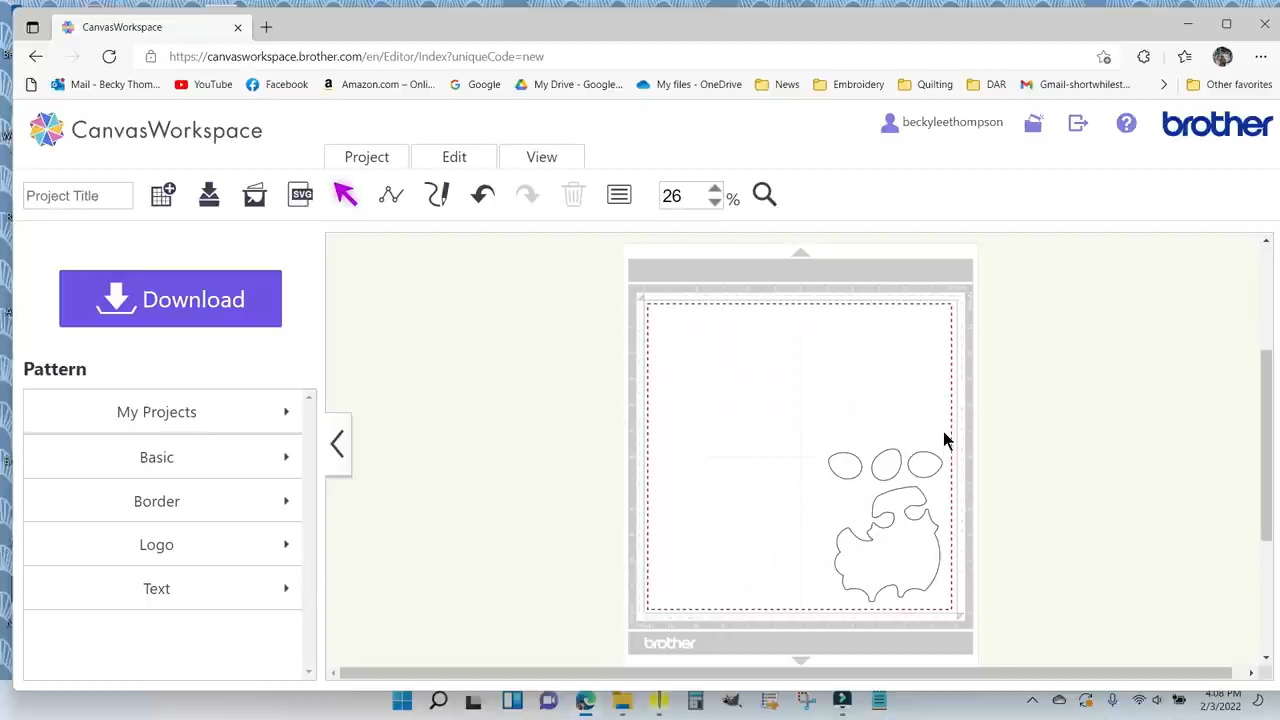 CanvasWorkspace
https://canvasworkspace.brother.com/en/Editor/Index?uniqueCode=new
Mail - Becky Thom... YouTube Facebook Amazon.com – Onli... Google My Drive - Google... My files - OneDrive News Embroidery Quilting DAR Gmail-shortwhilest... Other favorites
CanvasWorkspace beckyleethompson brother
Project Edit View
Project Title SVG 26 %
Download
Pattern
My Projects
Basic
Border
Logo
Text
brother
4:08 PM
2/3/2022